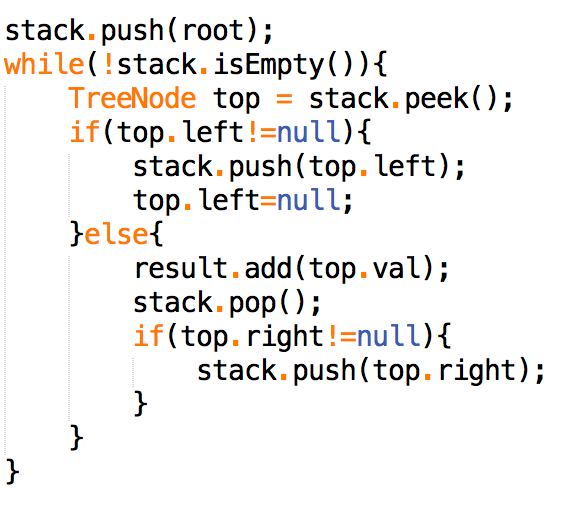 stack.push(root);
while(!stack.isEmpty()){
    TreeNode top = stack.peek();
    if(top.left!=null){
        stack.push(top.left);
        top.left=null;
    }else{
        result.add(top.val);
        stack.pop();
        if(top.right!=null){
            stack.push(top.right);
        }
    }
}